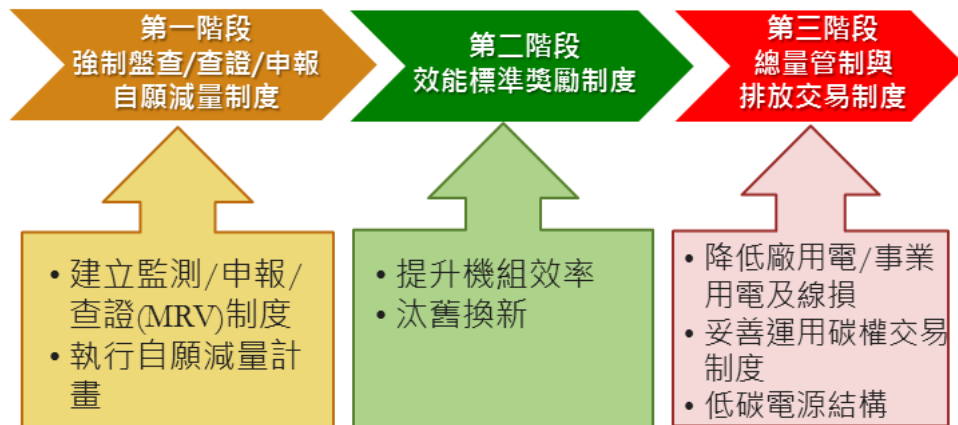 第一階段
強制盤查/查證/申報
自願減量制度
第二階段
效能標準獎勵制度
第三階段
總量管制與
排放交易制度
• 建立監測/申報/
查證(MRV)制度
• 執行自願減量計
畫
• 提升機組效率
• 汰舊換新
• 降低廠用電/事業
用電及線損
• 妥善運用碳權交易
制度
• 低碳電源結構